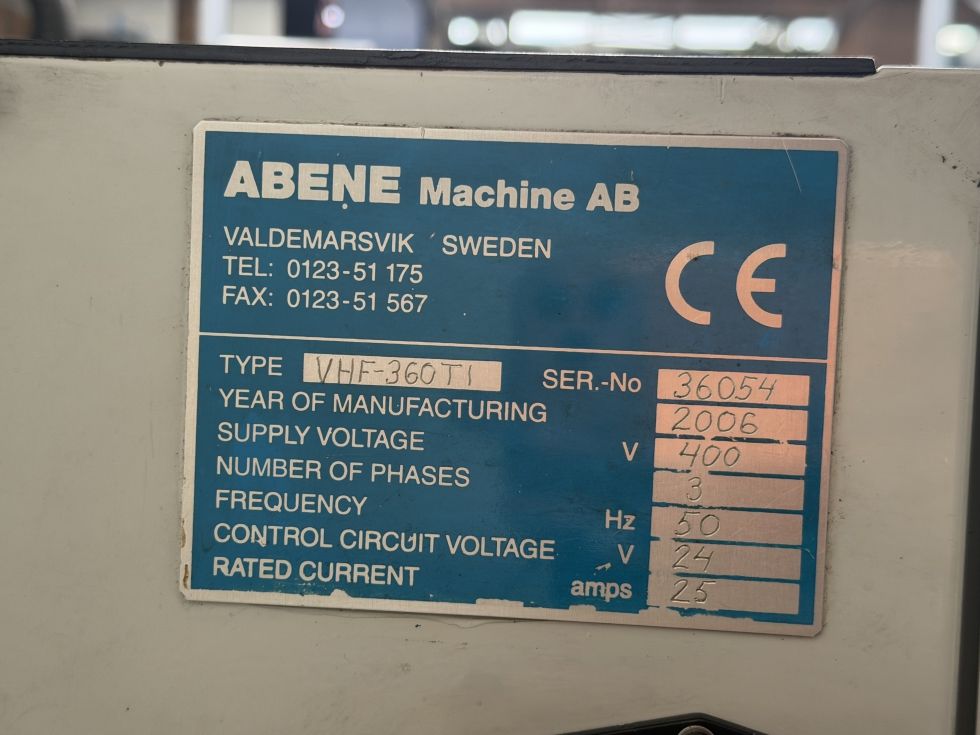 ABENE Machine AB
VALDEMARSVIK SWEDEN
TEL: 0123-51 175
FAX: 0123-51 567
CE
TYPE VHF-360T1 SER.-No 36054
YEAR OF MANUFACTURING 2006
SUPPLY VOLTAGE V 400
NUMBER OF PHASES 3
FREQUENCY Hz 50
CONTROL CIRCUIT VOLTAGE V 24
RATED CURRENT amps 25